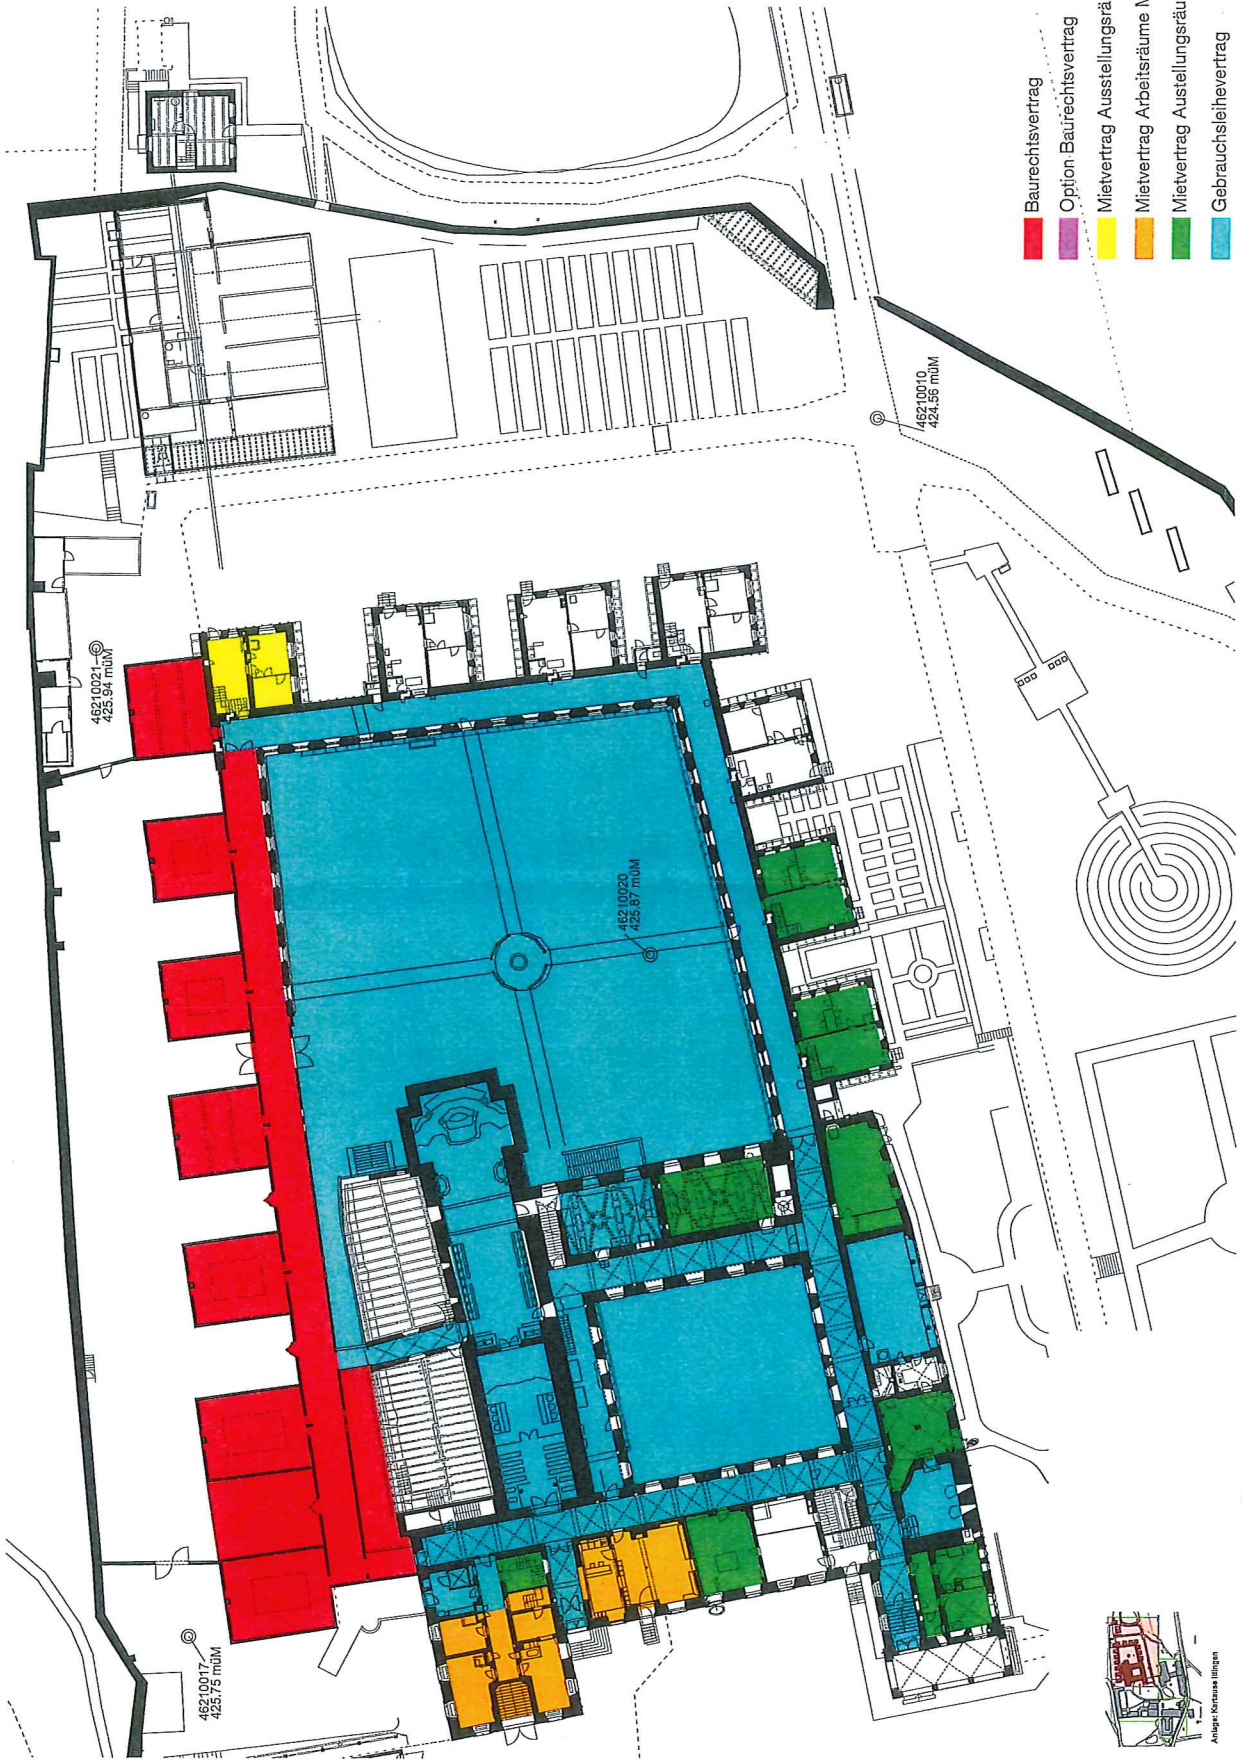 Baurechtsvertrag
Option Baurechtsvertrag
Mietvertrag Ausstellungsrä
Mietvertrag Arbeitsräume
Mietvertrag Austellungsräu
Gebrauchsleihevertrag
46210021
425.94 müM
46210010
424.56 müM
46210020
425.87 müM
46210017
425.75 müM
Anlage: Kartause Ittingen